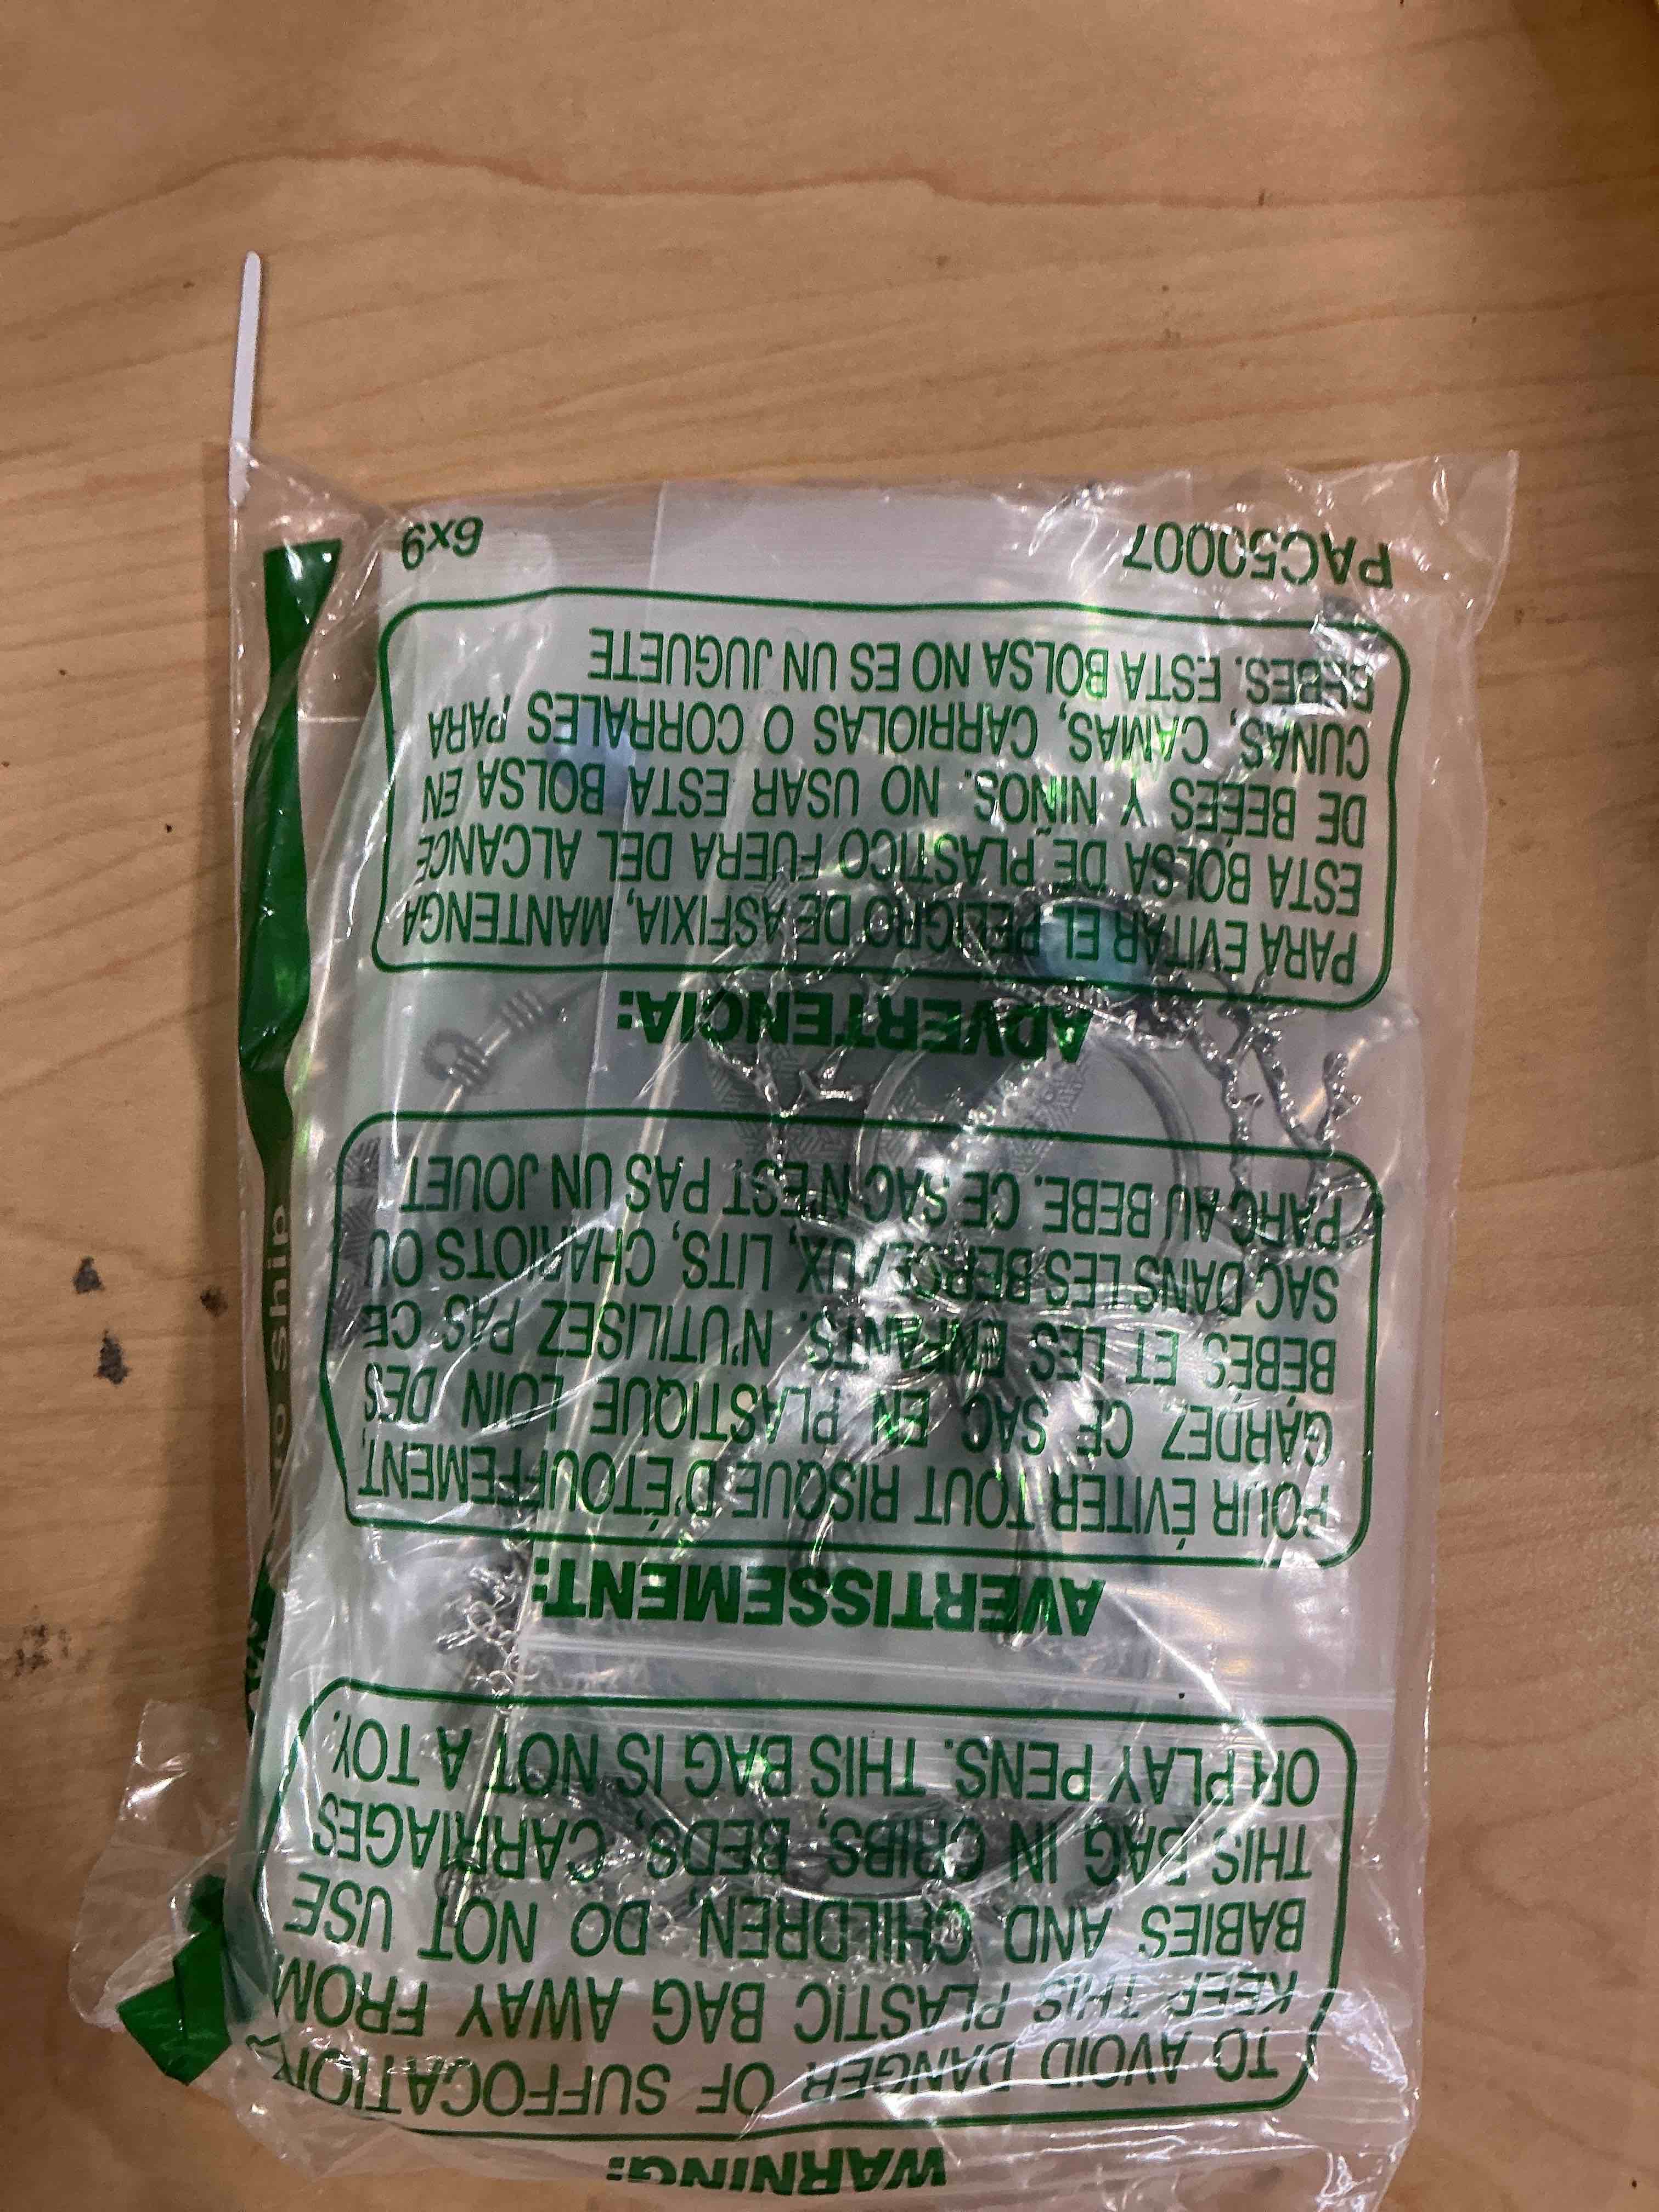 WARNING:
TO AVOID DANGER OF SUFFOCATION
KEEP THIS PLASTIC BAG AWAY FROM
BABIES AND CHILDREN, DO NOT USE
THIS BAG IN CRIBS, BEDS, CARRIAGES
OR PLAY PENS. THIS BAG IS NOT A TOY.
AVERTISSEMENT:
POUR ÉVITER TOUT RISQUE D'ÉTOUFFEMENT,
GARDEZ CE SAC EN PLASTIQUE LOIN DES
BÉBÉS ET LES ENFANTS. N'UTILISEZ PAS CE
SAC DANS LES BERCEAUX, LITS, CHARIOTS OU
PARC AU BEBE. CE SAC N'EST PAS UN JOUET
ADVERTENCIA:
PARA EVITAR EL PELIGRO DE ASFIXIA, MANTENGA
ESTA BOLSA DE PLASTICO FUERA DEL ALCANCE
DE BEBÉS Y NIÑOS. NO USAR ESTA BOLSA EN
CUNAS, CAMAS, CARRIOLAS O CORRALES PARA
BEBES. ESTA BOLSA NO ES UN JUGUETE
PAC50007 6x9
to ship